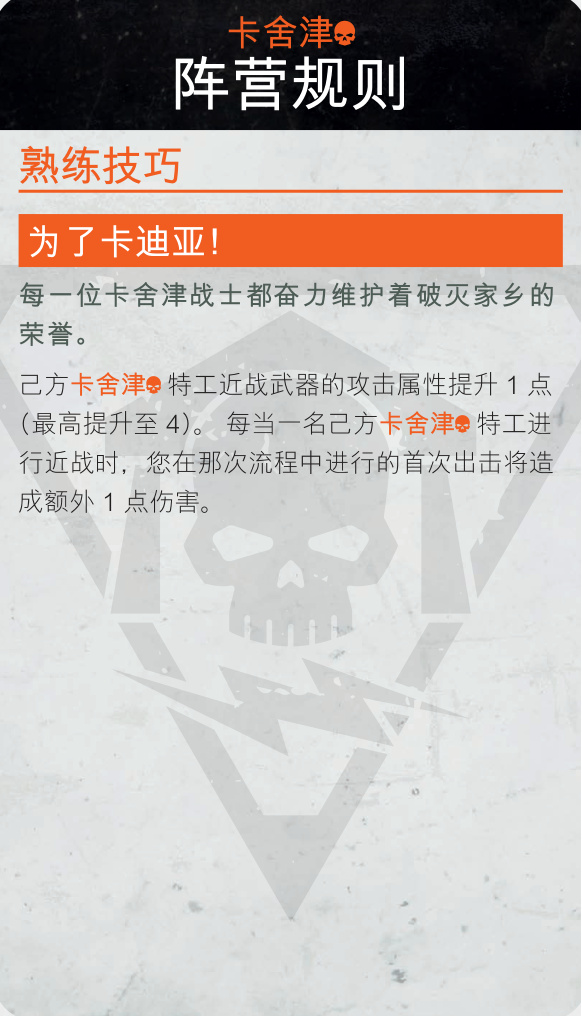 卡舍津
阵营规则
熟练技巧
为了卡迪亚！
每一位卡舍津战士都奋力维护着破灭家乡的
荣誉。
己方卡舍津 特工近战武器的攻击属性提升 1 点
（最高提升至 4）。 每当一名己方卡舍津 特工进
行近战时，您在那次流程中进行的首次出击将造
成额外 1 点伤害。